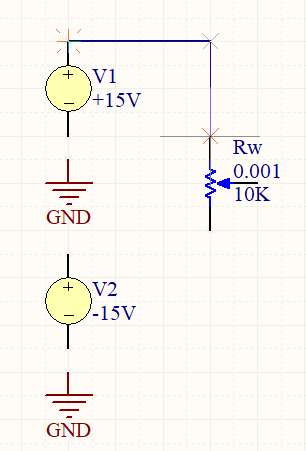 V1
+15V
GND
Rw
0.001
10K
V2
-15V
GND